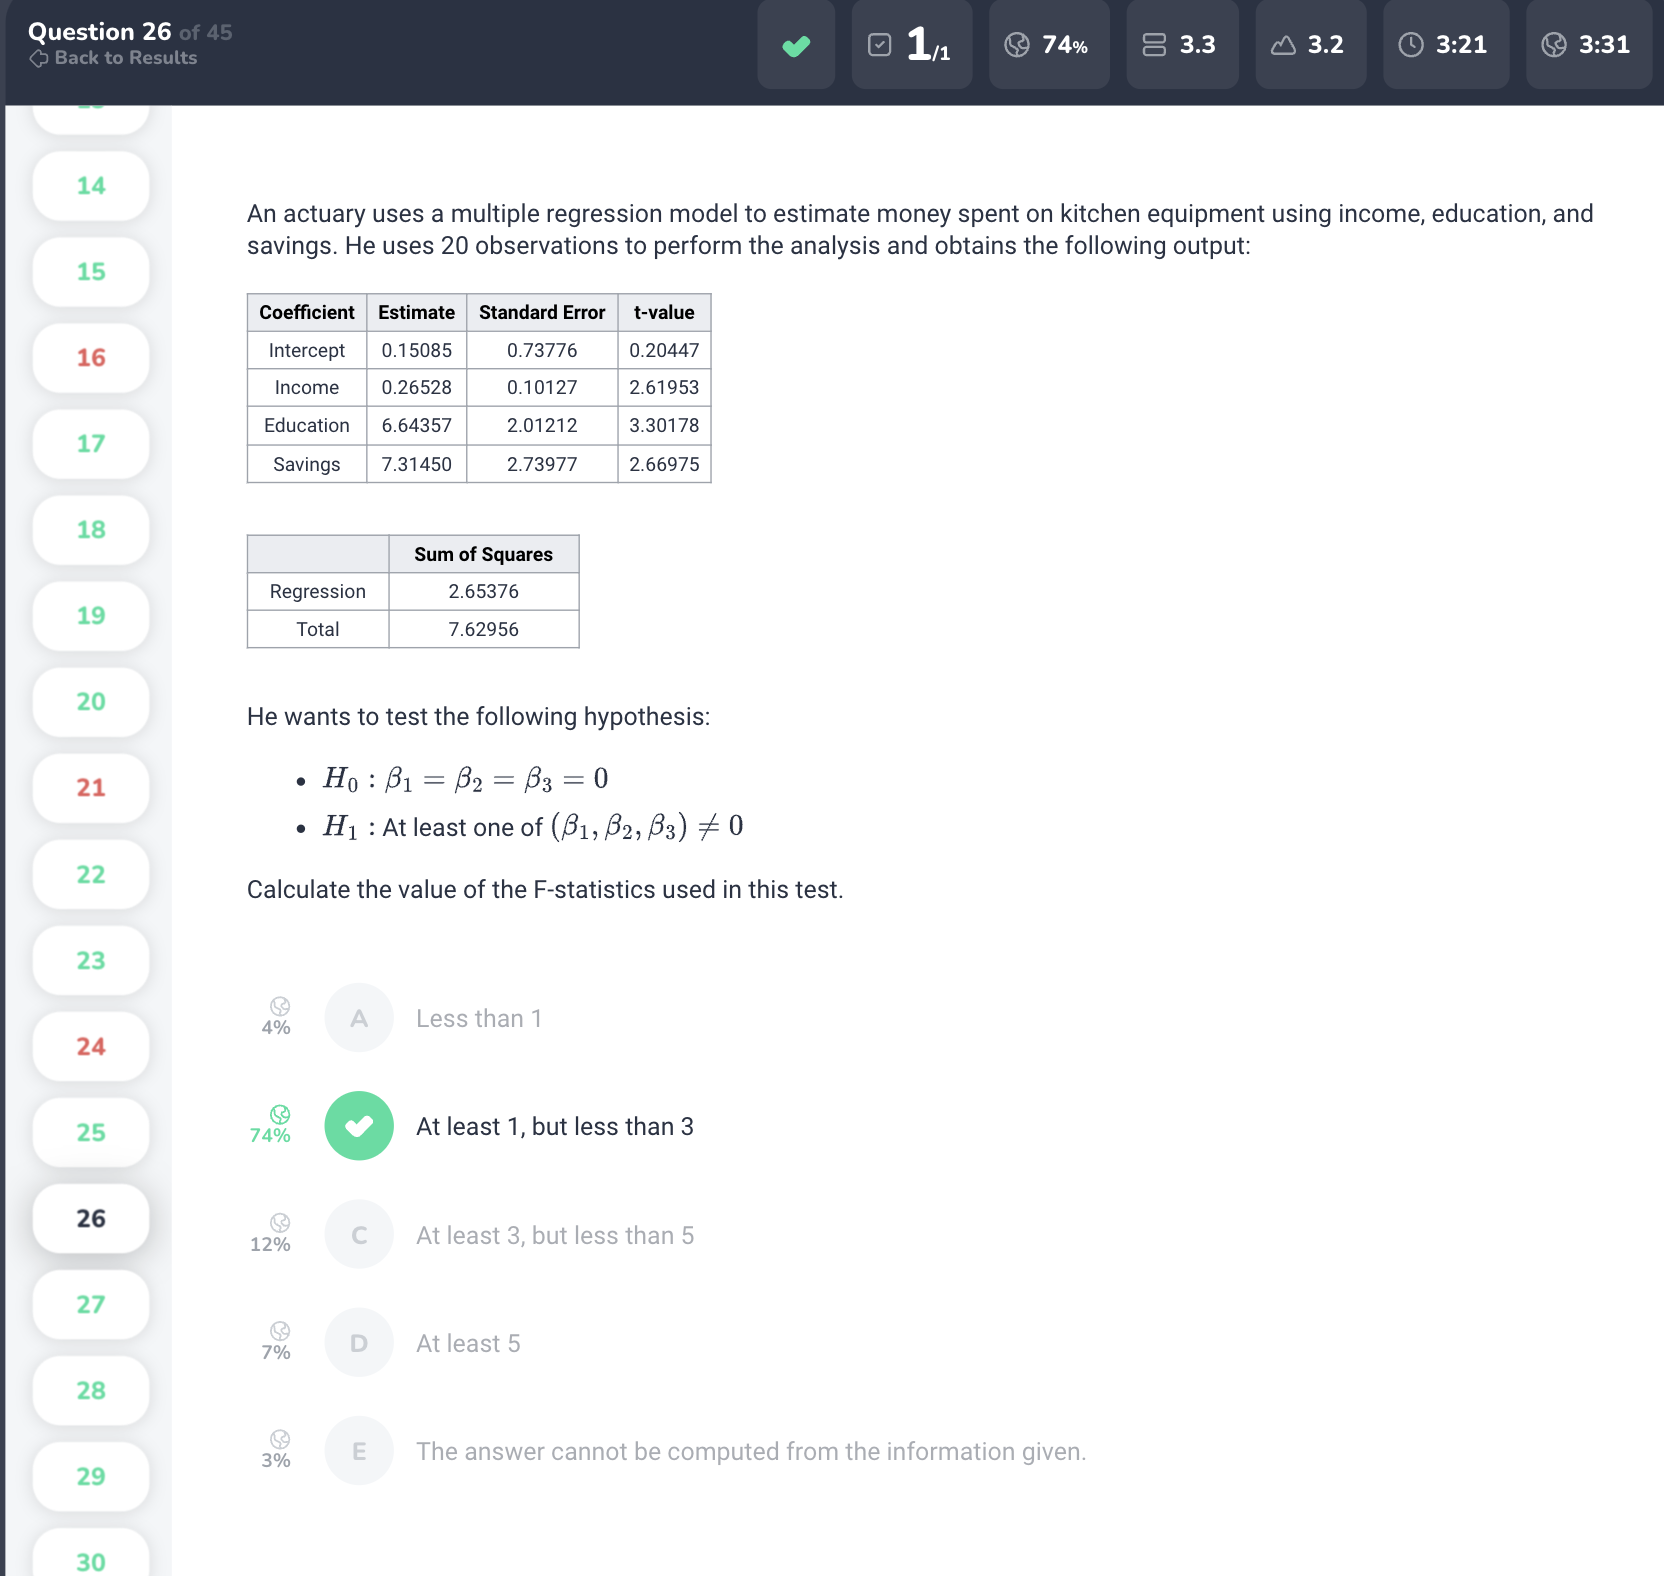 Question 26 of 45
Back to Results
1/1
74%
3.3
3.2
3:21
3:31
14
15
16
17
18
19
20
21
22
23
24
25
26
27
28
29
30
An actuary uses a multiple regression model to estimate money spent on kitchen equipment using income, education, and
savings. He uses 20 observations to perform the analysis and obtains the following output:
Coefficient Estimate Standard Error t-value
Intercept 0.15085 0.73776 0.20447
Income 0.26528 0.10127 2.61953
Education 6.64357 2.01212 3.30178
Savings 7.31450 2.73977 2.66975
Sum of Squares
Regression 2.65376
Total 7.62956
He wants to test the following hypothesis:
• H₀ : β₁ = β₂ = β₃ = 0
• H₁ : At least one of (β₁, β₂, β₃) ≠ 0
Calculate the value of the F-statistics used in this test.
4% A Less than 1
74% At least 1, but less than 3
12% C At least 3, but less than 5
7% D At least 5
3% E The answer cannot be computed from the information given.